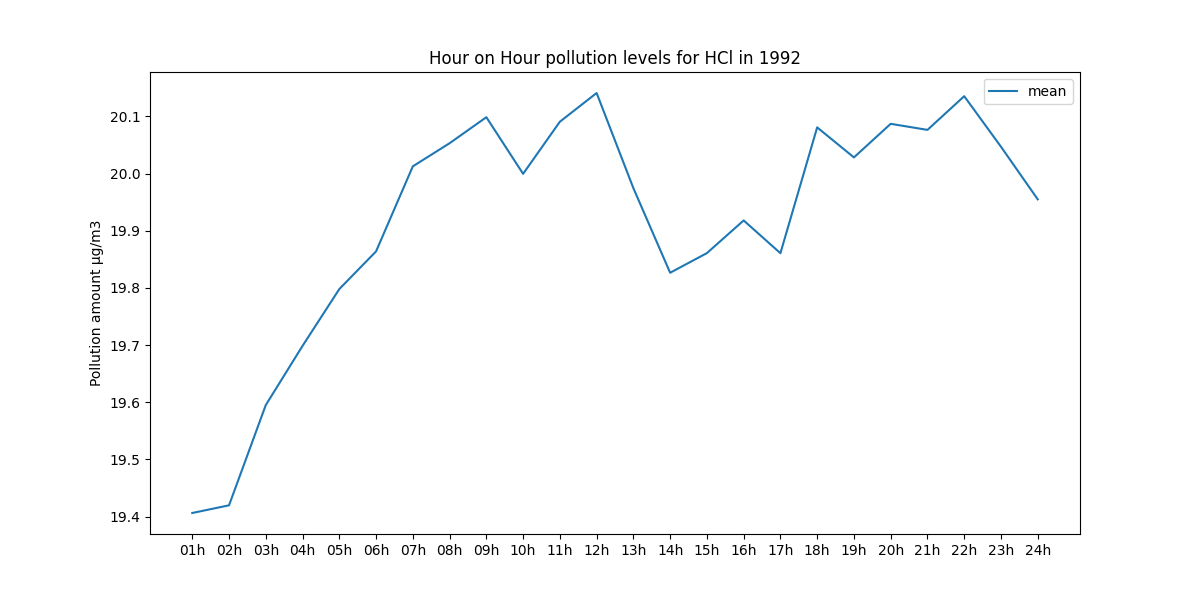 Hour on Hour pollution levels for HCl in 1992
mean
Pollution amount µg/m3
20.1
20.0
19.9
19.8
19.7
19.6
19.5
19.4
01h 02h 03h 04h 05h 06h 07h 08h 09h 10h 11h 12h 13h 14h 15h 16h 17h 18h 19h 20h 21h 22h 23h 24h